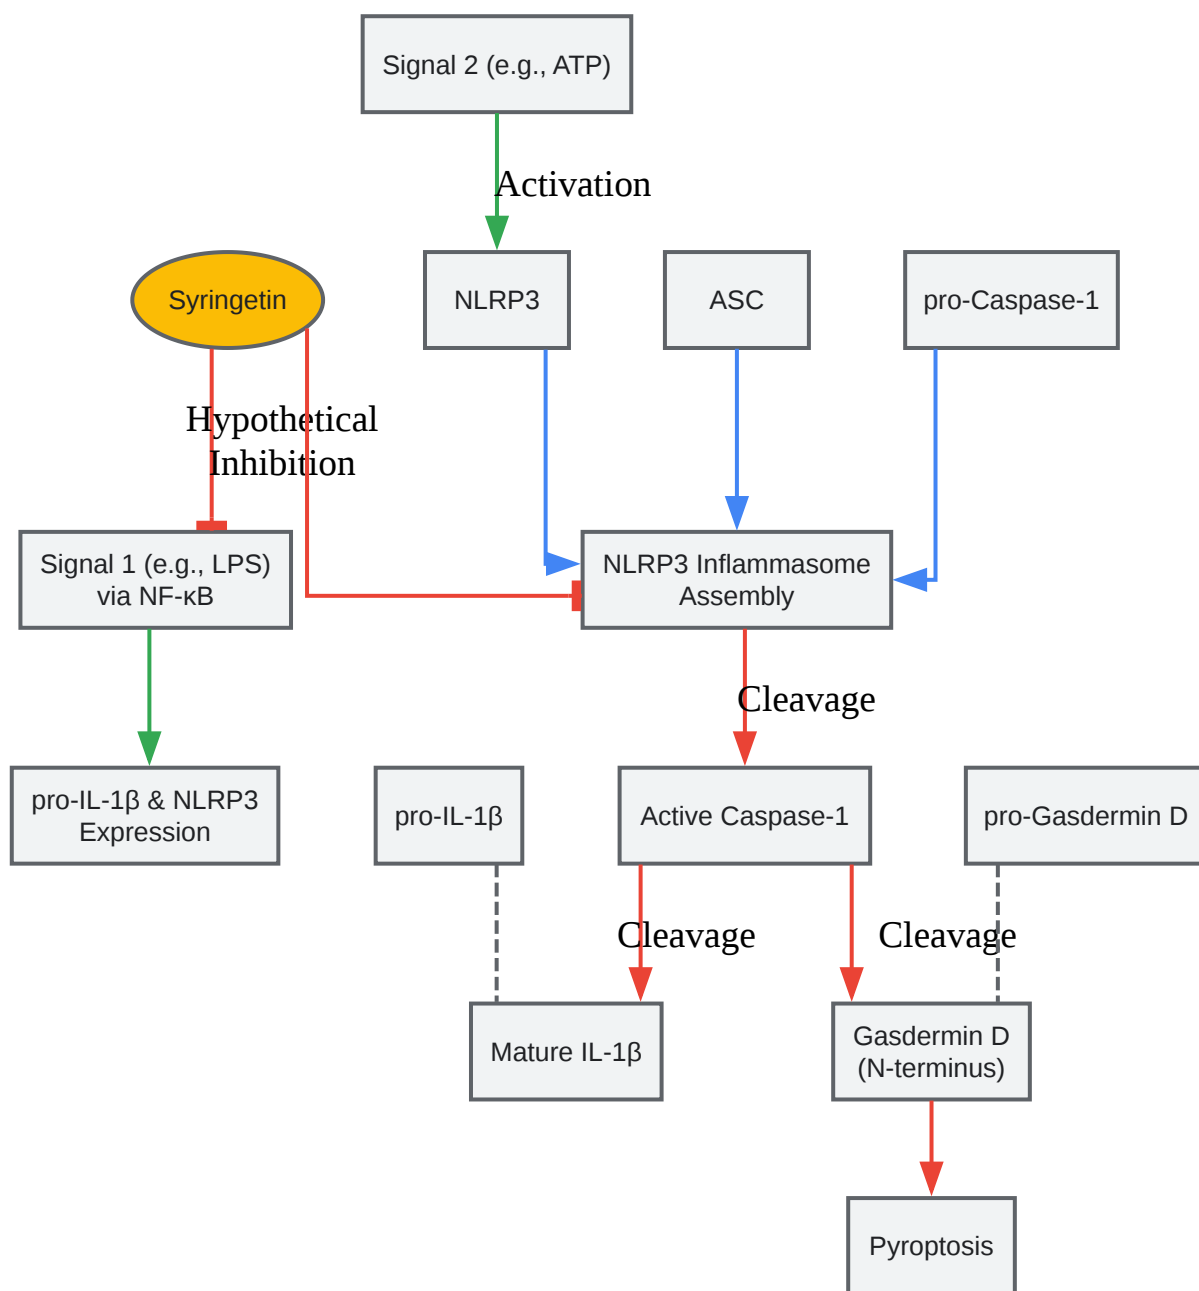 Signal 2 (e.g., ATP)
Activation
Syringetin
NLRP3
ASC
pro-Caspase-1
Hypothetical
Inhibition
Signal 1 (e.g., LPS)
via NF-κB
NLRP3 Inflammasome
Assembly
Cleavage
pro-IL-1β & NLRP3
Expression
pro-IL-1β
Active Caspase-1
pro-Gasdermin D
Cleavage
Cleavage
Mature IL-1β
Gasdermin D
(N-terminus)
Pyroptosis